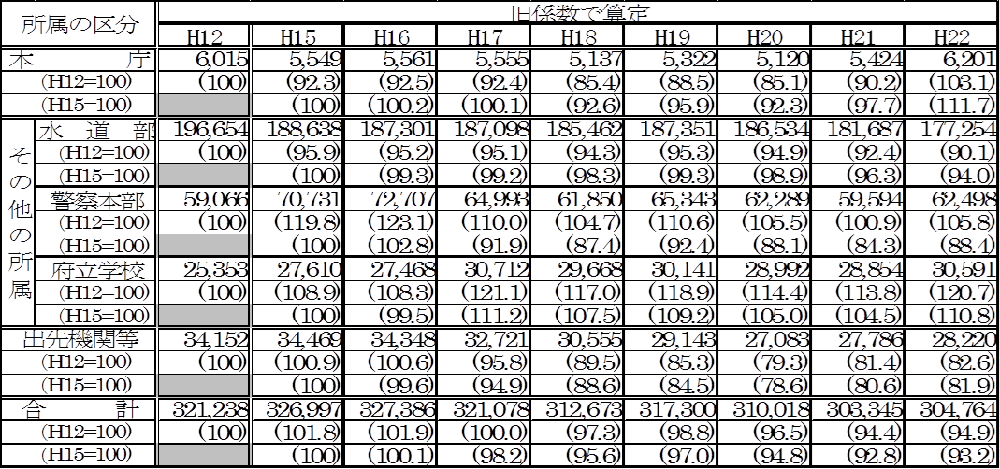 所属の区分 旧係数で算定
H12 H15 H16 H17 H18 H19 H20 H21 H22
本庁 6,015 5,549 5,561 5,555 5,137 5,322 5,120 5,424 6,201
(H12=100) (100) (92.3) (92.5) (92.4) (85.4) (88.5) (85.1) (90.2) (103.1)
(H15=100) (100) (100.2) (100.1) (92.6) (95.9) (92.3) (97.7) (111.7)
その他の所属
水道部 196,654 188,638 187,301 187,098 185,462 187,351 186,534 181,687 177,254
(H12=100) (100) (95.9) (95.2) (95.1) (94.3) (95.3) (94.9) (92.4) (90.1)
(H15=100) (100) (99.3) (99.2) (98.3) (99.3) (98.9) (96.3) (94.0)
警察本部 59,066 70,731 72,707 64,993 61,850 65,343 62,289 59,594 62,498
(H12=100) (100) (119.8) (123.1) (110.0) (104.7) (110.6) (105.5) (100.9) (105.8)
(H15=100) (100) (102.8) (91.9) (87.4) (92.4) (88.1) (84.3) (88.4)
府立学校 25,353 27,610 27,468 30,712 29,668 30,141 28,992 28,854 30,591
(H12=100) (100) (108.9) (108.3) (121.1) (117.0) (118.9) (114.4) (113.8) (120.7)
(H15=100) (100) (99.5) (111.2) (107.5) (109.2) (105.0) (104.5) (110.8)
出先機関等 34,152 34,469 34,348 32,721 30,555 29,143 27,083 27,786 28,220
(H12=100) (100) (100.9) (100.6) (95.8) (89.5) (85.3) (79.3) (81.4) (82.6)
(H15=100) (100) (99.6) (94.9) (88.6) (84.5) (78.6) (80.6) (81.9)
合計 321,238 326,997 327,386 321,078 312,673 317,300 310,018 303,345 304,764
(H12=100) (100) (101.8) (101.9) (100.0) (97.3) (98.8) (96.5) (94.4) (94.9)
(H15=100) (100) (100.1) (98.2) (95.6) (97.0) (94.8) (92.8) (93.2)